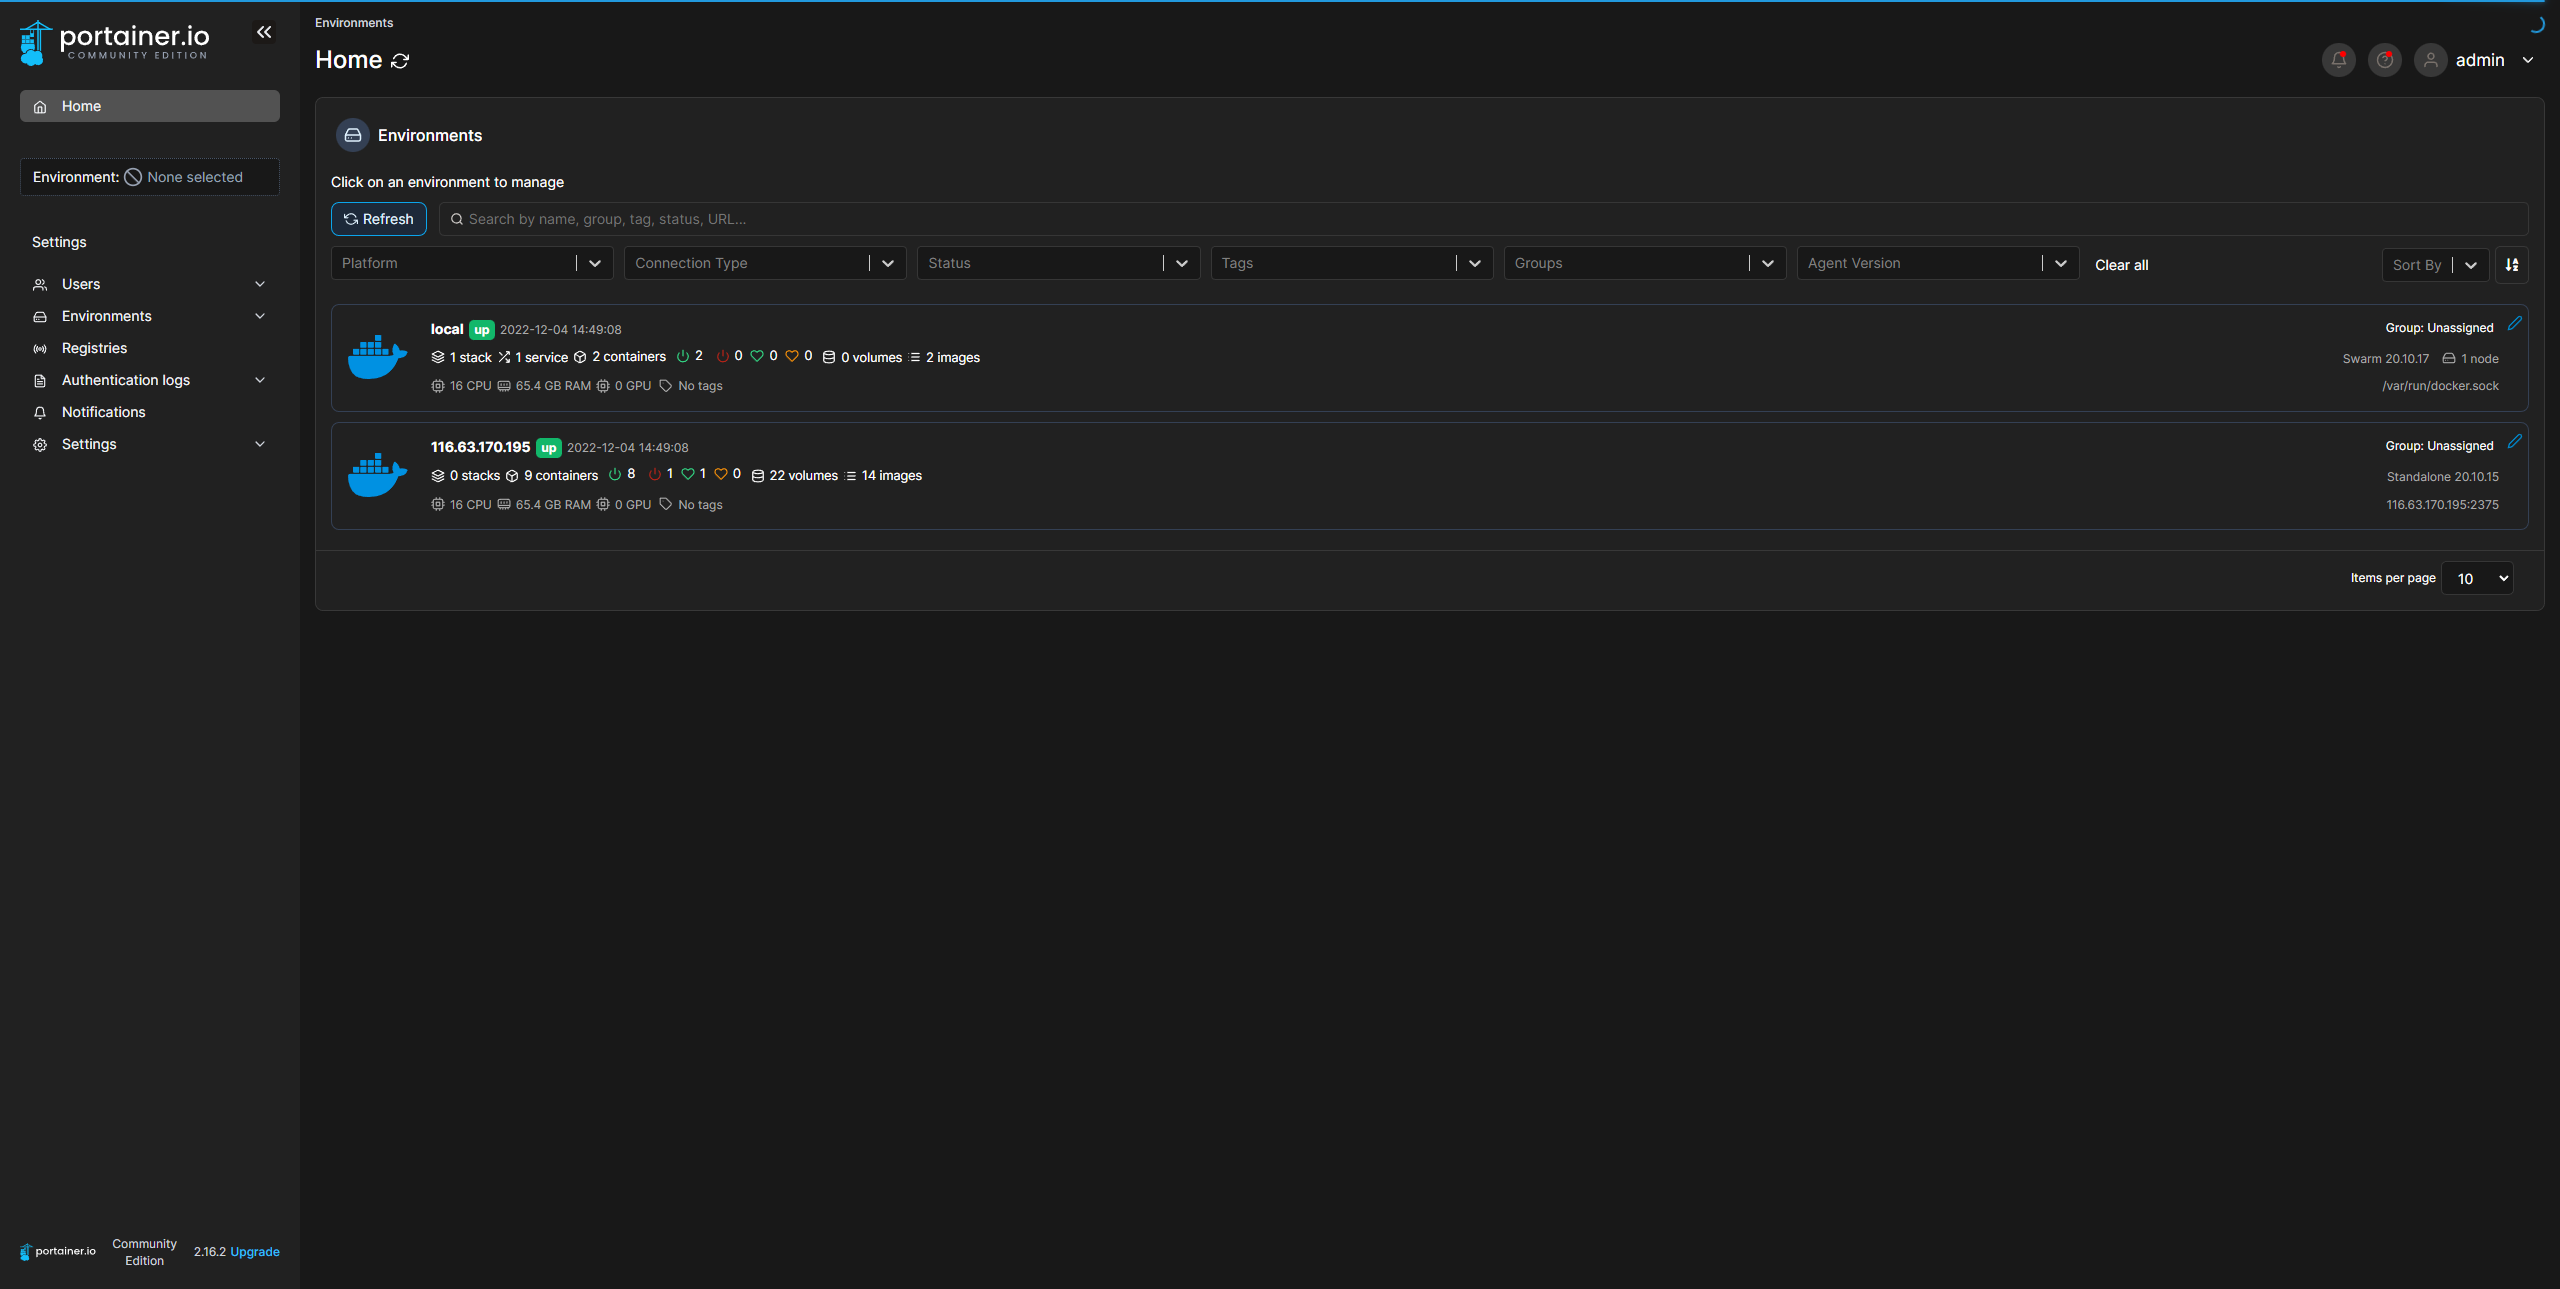 portainer.io
COMMUNITY EDITION
Home
Environment: None selected
Settings
Users
Environments
Registries
Authentication logs
Notifications
Settings
portainer.io
Community Edition
2.16.2 Upgrade
Environments
Home
admin
Environments
Click on an environment to manage
Refresh
Search by name, group, tag, status, URL...
Platform
Connection Type
Status
Tags
Groups
Agent Version
Clear all
Sort By
local up 2022-12-04 14:49:08
Group: Unassigned
1 stack 1 service 2 containers 2 0 0 0 0 volumes 2 images
Swarm 20.10.17 1 node
16 CPU 65.4 GB RAM 0 GPU No tags
/var/run/docker.sock
116.63.170.195 up 2022-12-04 14:49:08
Group: Unassigned
0 stacks 9 containers 8 1 1 0 22 volumes 14 images
Standalone 20.10.15
16 CPU 65.4 GB RAM 0 GPU No tags
116.63.170.195:2375
Items per page 10